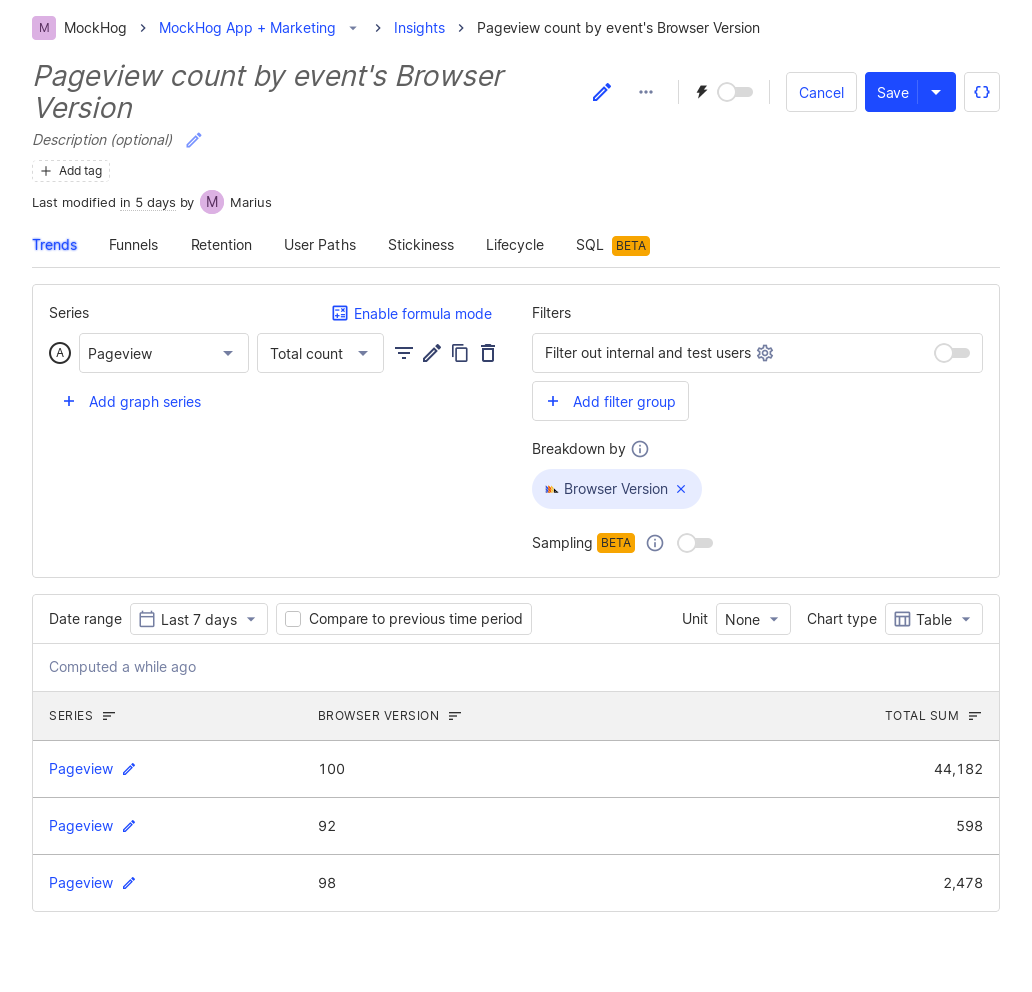 M MockHog MockHog App + Marketing Insights Pageview count by event's Browser Version
Pageview count by event's Browser
Version
Cancel Save
Description (optional)
Add tag
Last modified in 5 days by M Marius
Trends Funnels Retention User Paths Stickiness Lifecycle SQL BETA
Series Enable formula mode
A Pageview Total count
Add graph series
Filters
Filter out internal and test users
Add filter group
Breakdown by
Browser Version
Sampling BETA
Date range Last 7 days Compare to previous time period Unit None Chart type Table
Computed a while ago
SERIES BROWSER VERSION TOTAL SUM
Pageview 100 44,182
Pageview 92 598
Pageview 98 2,478